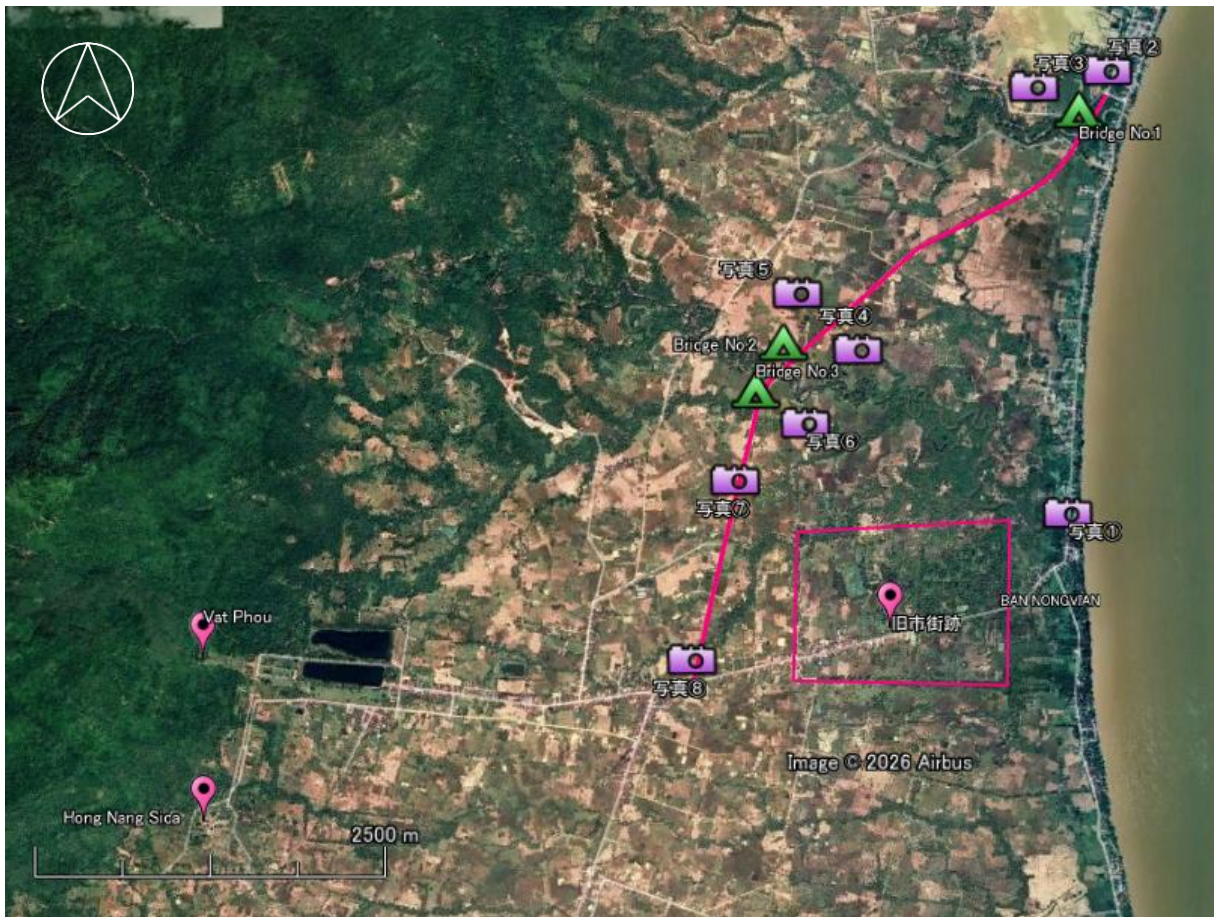 写真②
写真③
Bridge No.1
写真⑤
写真④
Bridge No.2
Bridge No.3
写真⑥
写真⑦
写真①
BAN NONGVIAN
Vat Phou
旧市街跡
写真⑧
Image © 2026 Airbus
Hong Nang Sida
2500 m